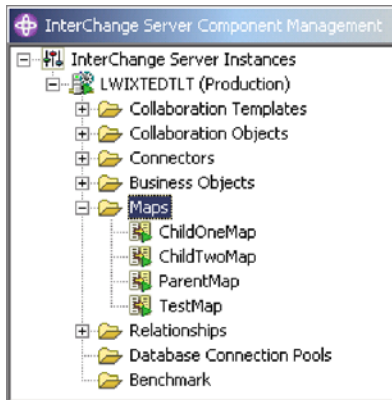 InterChange Server Component Management
InterChange Server Instances
LWIXTEDTLT (Production)
Collaboration Templates
Collaboration Objects
Connectors
Business Objects
Maps
ChildOneMap
ChildTwoMap
ParentMap
TestMap
Relationships
Database Connection Pools
Benchmark